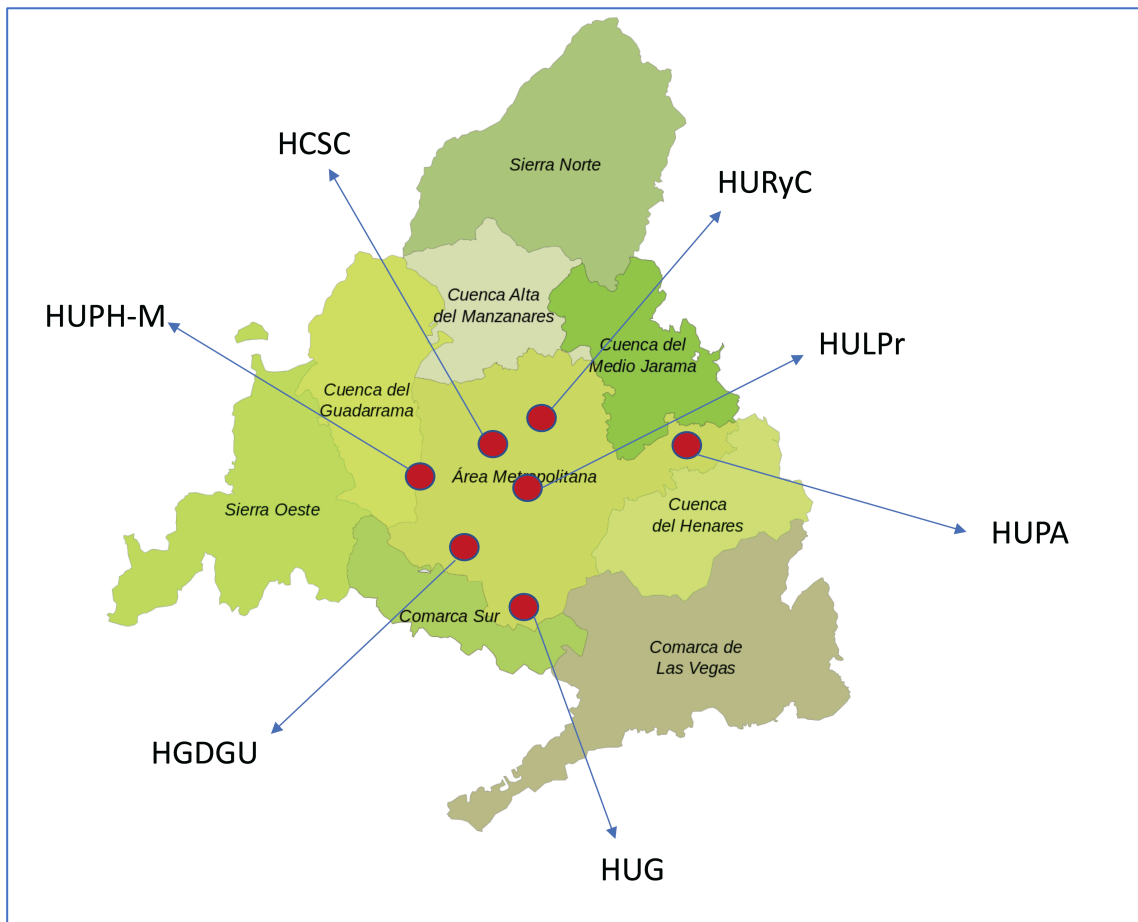 HCSC
Sierra Norte
HURyC
Cuenca Alta
del Manzanares
HUPH-M
Cuenca del
Medio Jarama
HULPr
Cuenca del
Guadarrama
Área Metropolitana
Sierra Oeste
Cuenca
del Henares
HUPA
Comarca Sur
Comarca de
Las Vegas
HGDGU
HUG